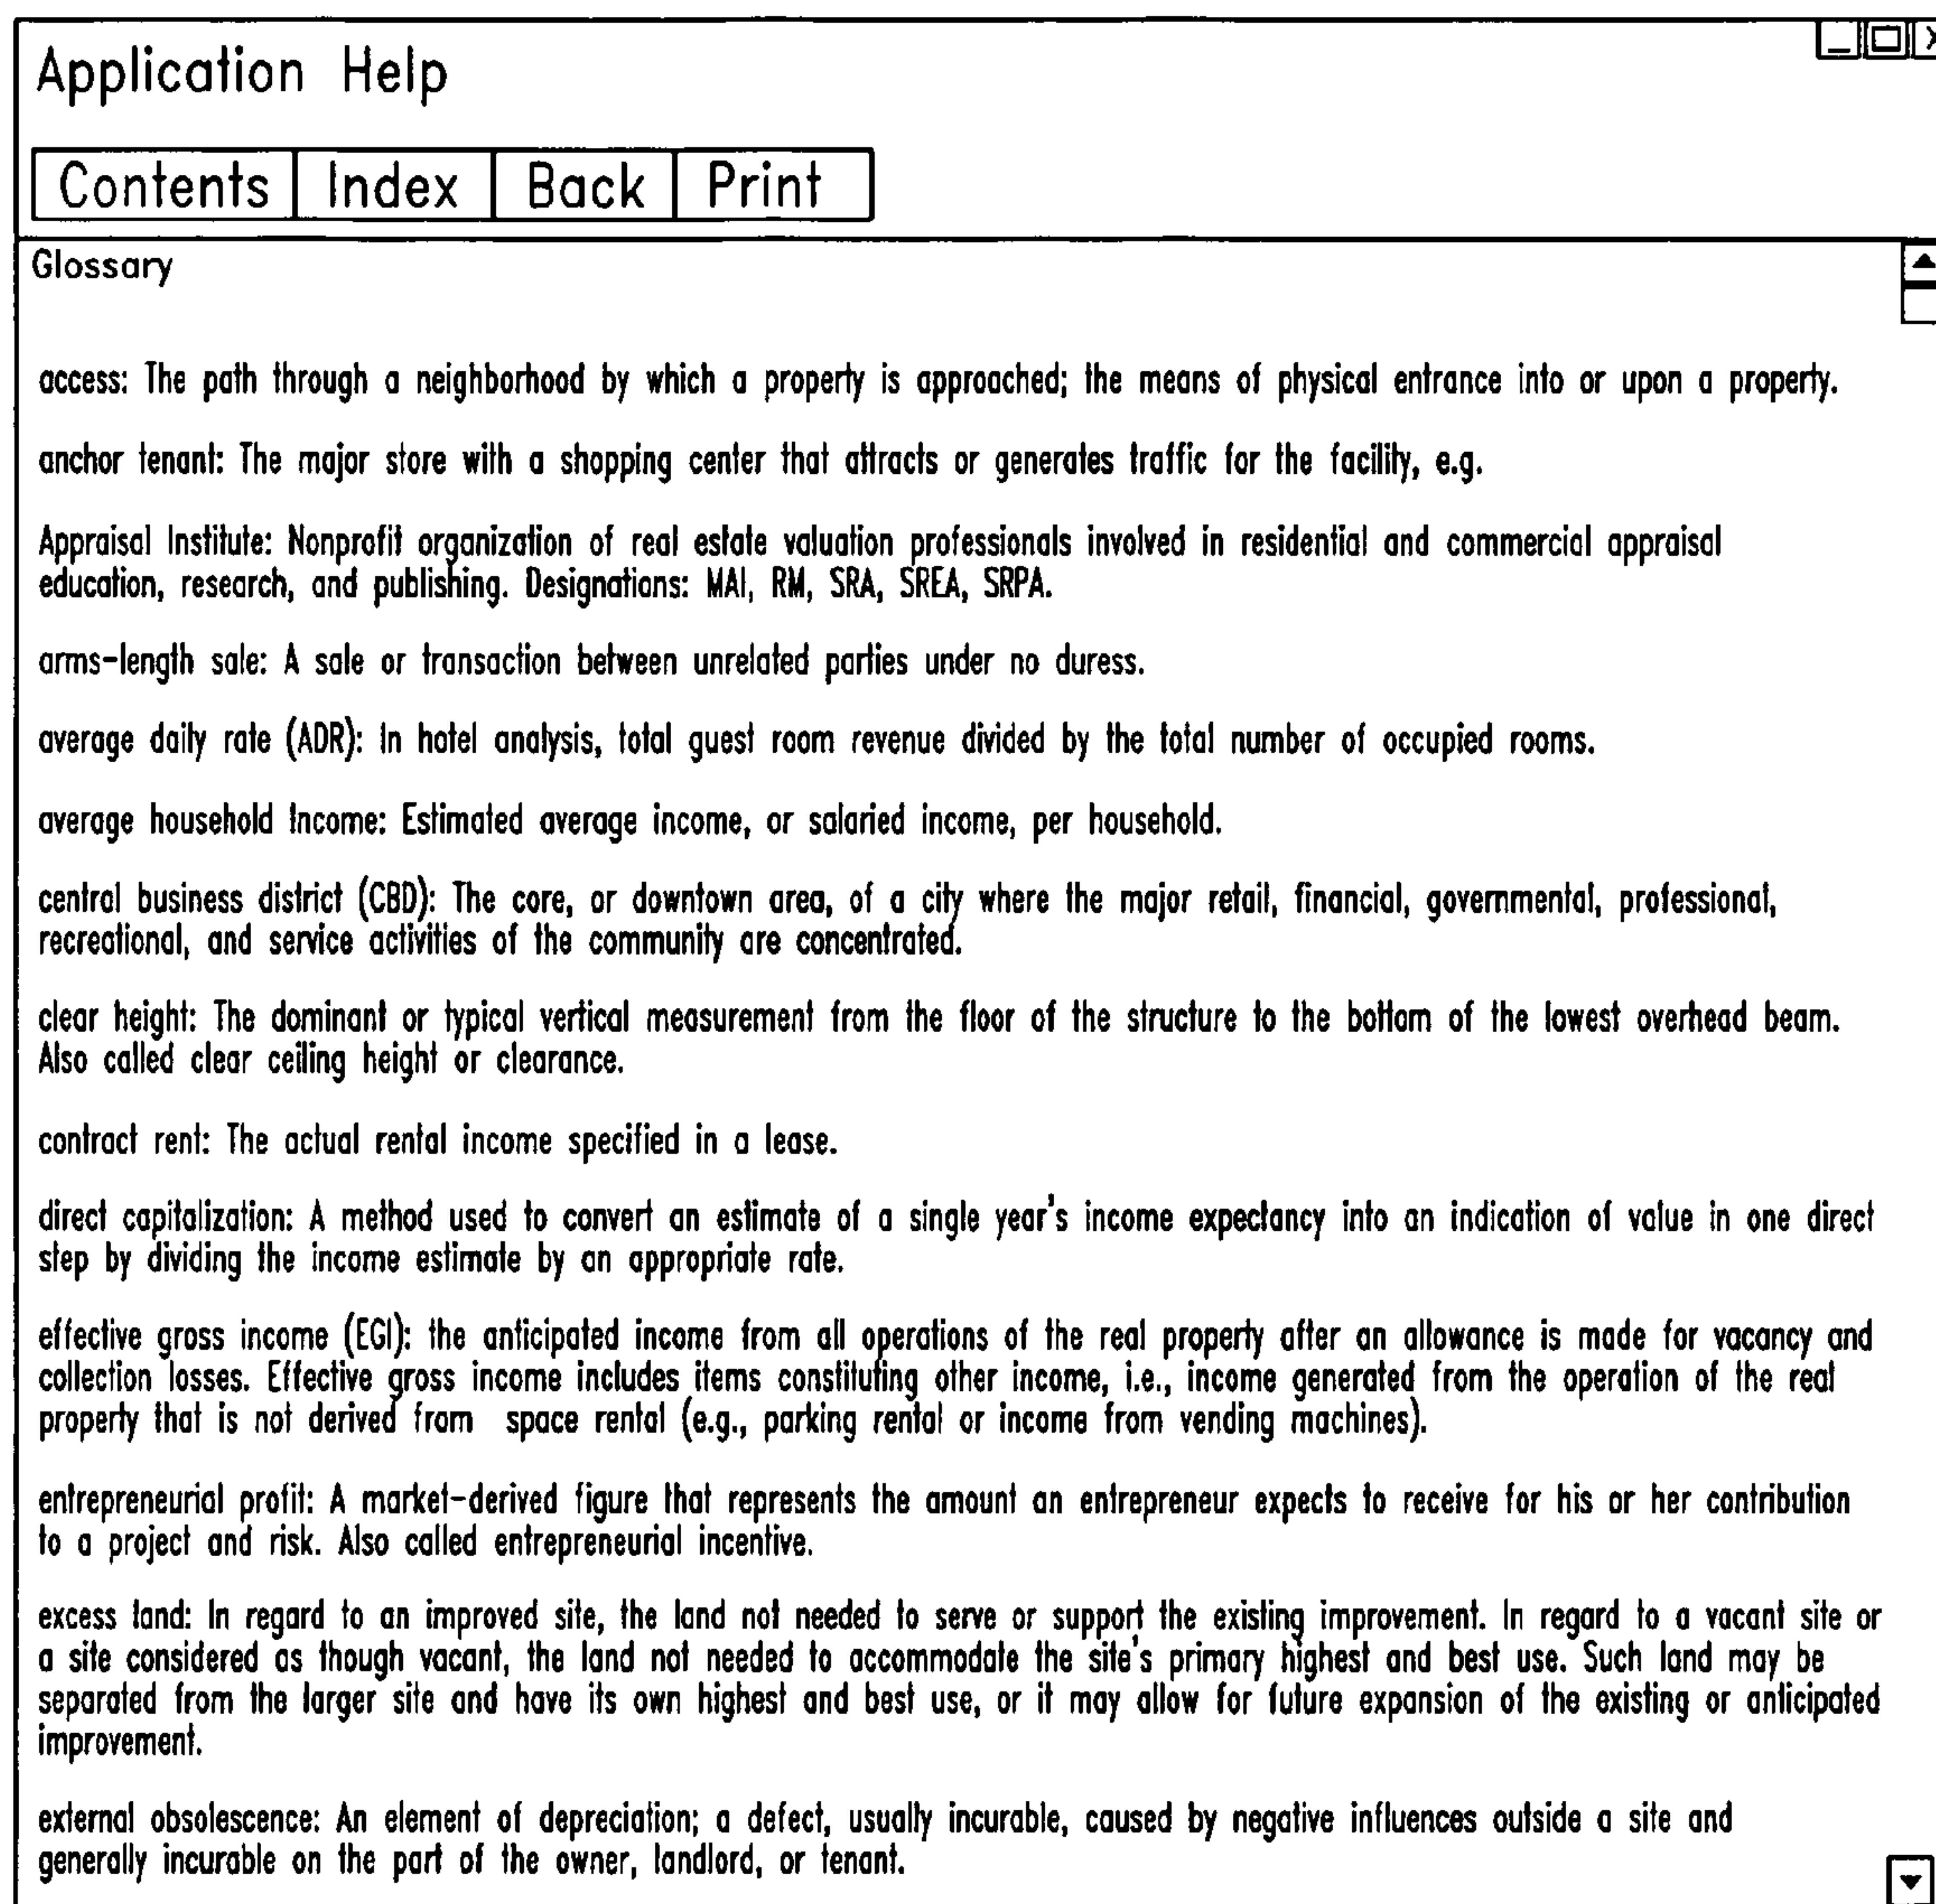 Application Help
Contents Index Back Print
Glossary
access: The path through a neighborhood by which a property is approached; the means of physical entrance into or upon a property.
anchor tenant: The major store with a shopping center that attracts or generates traffic for the facility, e.g.
Appraisal Institute: Nonprofit organization of real estate valuation professionals involved in residential and commercial appraisal
education, research, and publishing. Designations: MAI, RM, SRA, SREA, SRPA.
arms-length sale: A sale or transaction between unrelated parties under no duress.
average daily rate (ADR): In hotel analysis, total guest room revenue divided by the total number of occupied rooms.
average household Income: Estimated average income, or salaried income, per household.
central business district (CBD): The core, or downtown area, of a city where the major retail, financial, governmental, professional,
recreational, and service activities of the community are concentrated.
clear height: The dominant or typical vertical measurement from the floor of the structure to the bottom of the lowest overhead beam.
Also called clear ceiling height or clearance.
contract rent: The actual rental income specified in a lease.
direct capitalization: A method used to convert an estimate of a single year's income expectancy into an indication of value in one direct
step by dividing the income estimate by an appropriate rate.
effective gross income (EGI): the anticipated income from all operations of the real property after an allowance is made for vacancy and
collection losses. Effective gross income includes items constituting other income, i.e., income generated from the operation of the real
property that is not derived from space rental (e.g., parking rental or income from vending machines).
entrepreneurial profit: A market-derived figure that represents the amount an entrepreneur expects to receive for his or her contribution
to a project and risk. Also called entrepreneurial incentive.
excess land: In regard to an improved site, the land not needed to serve or support the existing improvement. In regard to a vacant site or
a site considered as though vacant, the land not needed to accommodate the site's primary highest and best use. Such land may be
separated from the larger site and have its own highest and best use, or it may allow for future expansion of the existing or anticipated
improvement.
external obsolescence: An element of depreciation; a defect, usually incurable, caused by negative influences outside a site and
generally incurable on the part of the owner, landlord, or tenant.